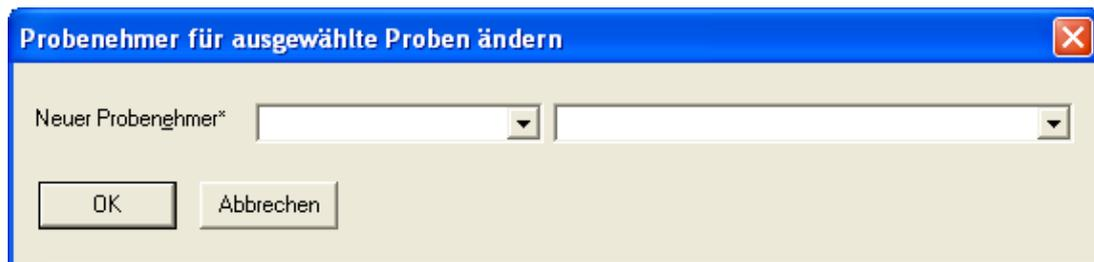 Probenehmer für ausgewählte Proben ändern
Neuer Probenehmer*
OK Abbrechen